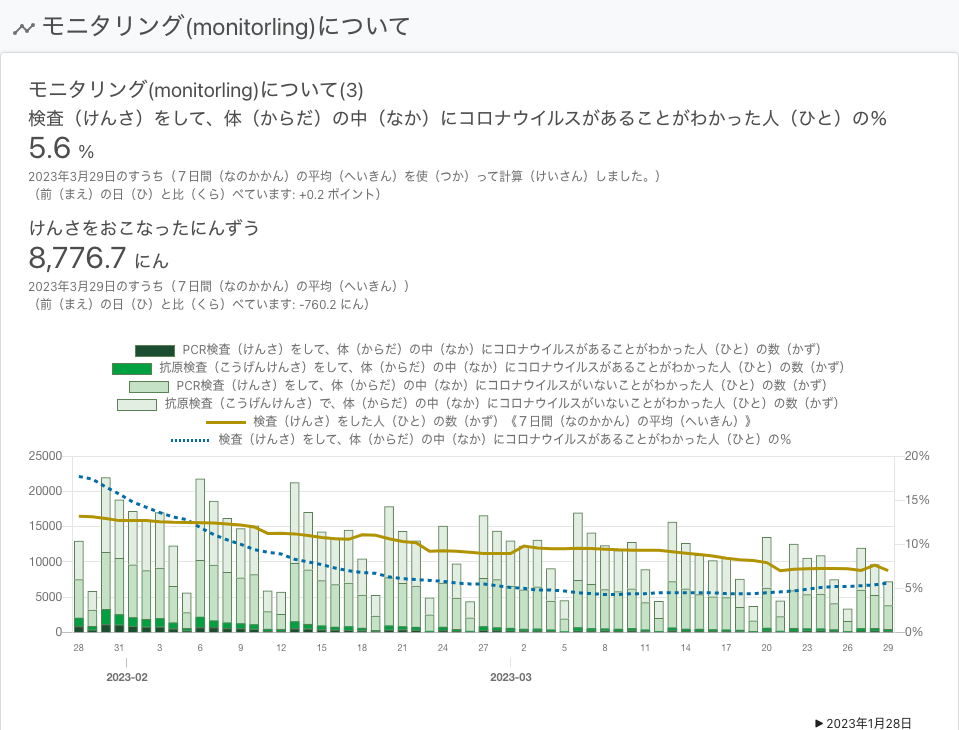 モニタリング(monitorling)について
モニタリング(monitorling)について(3)
検査（けんさ）をして、体（からだ）の中（なか）にコロナウイルスがあることがわかった人（ひと）の%
5.6 %
2023年3月29日のすうち（７日間（なのかかん）の平均（へいきん）を使（つか）って計算（けいさん）しました。）
（前（まえ）の日（ひ）と比（くら）べています: +0.2 ポイント）
けんさをおこなったにんずう
8,776.7 にん
2023年3月29日のすうち（７日間（なのかかん）の平均（へいきん））
（前（まえ）の日（ひ）と比（くら）べています: -760.2 にん）
PCR検査（けんさ）をして、体（からだ）の中（なか）にコロナウイルスがあることがわかった人（ひと）の数（かず）
抗原検査（こうげんけんさ）をして、体（からだ）の中（なか）にコロナウイルスがあることがわかった人（ひと）の数（かず）
PCR検査（けんさ）をして、体（からだ）の中（なか）にコロナウイルスがいないことがわかった人（ひと）の数（かず）
抗原検査（こうげんけんさ）で、体（からだ）の中（なか）にコロナウイルスがいないことがわかった人（ひと）の数（かず）
検査（けんさ）をした人（ひと）の数（かず）《７日間（なのかかん）の平均（へいきん）》
検査（けんさ）をして、体（からだ）の中（なか）にコロナウイルスがあることがわかった人（ひと）の%
25000 20%
20000
15%
15000
10%
10000
5000 5%
0 0%
28 31 3 6 9 12 15 18 21 24 27 2 5 8 11 14 17 20 23 26 29
2023-02 2023-03
▶ 2023年1月28日